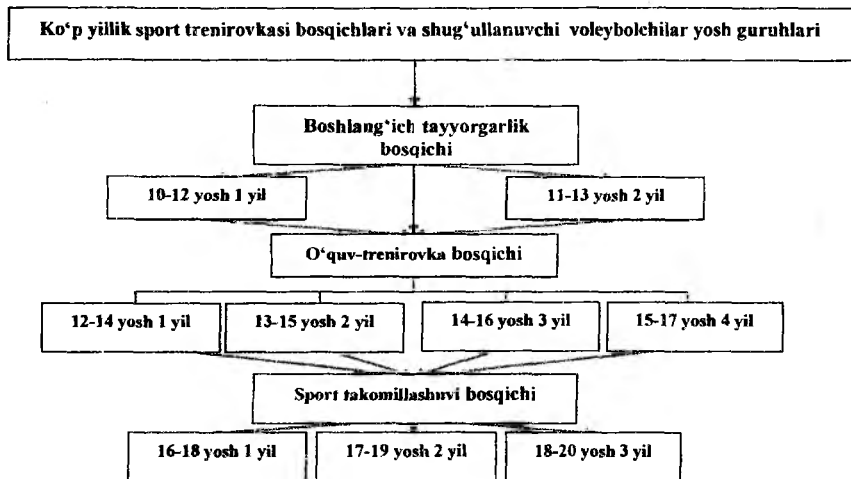 Ko‘p yillik sport trenirovkasi bosqichlari va shug‘ullanuvchi voleybolchilar yosh guruhlari
Boshlang‘ich tayyorgarlik
bosqichi
10-12 yosh 1 yil
11-13 yosh 2 yil
O‘quv-trenirovka bosqichi
12-14 yosh 1 yil
13-15 yosh 2 yil
14-16 yosh 3 yil
15-17 yosh 4 yil
Sport takomillashuvi bosqichi
16-18 yosh 1 yil
17-19 yosh 2 yil
18-20 yosh 3 yil